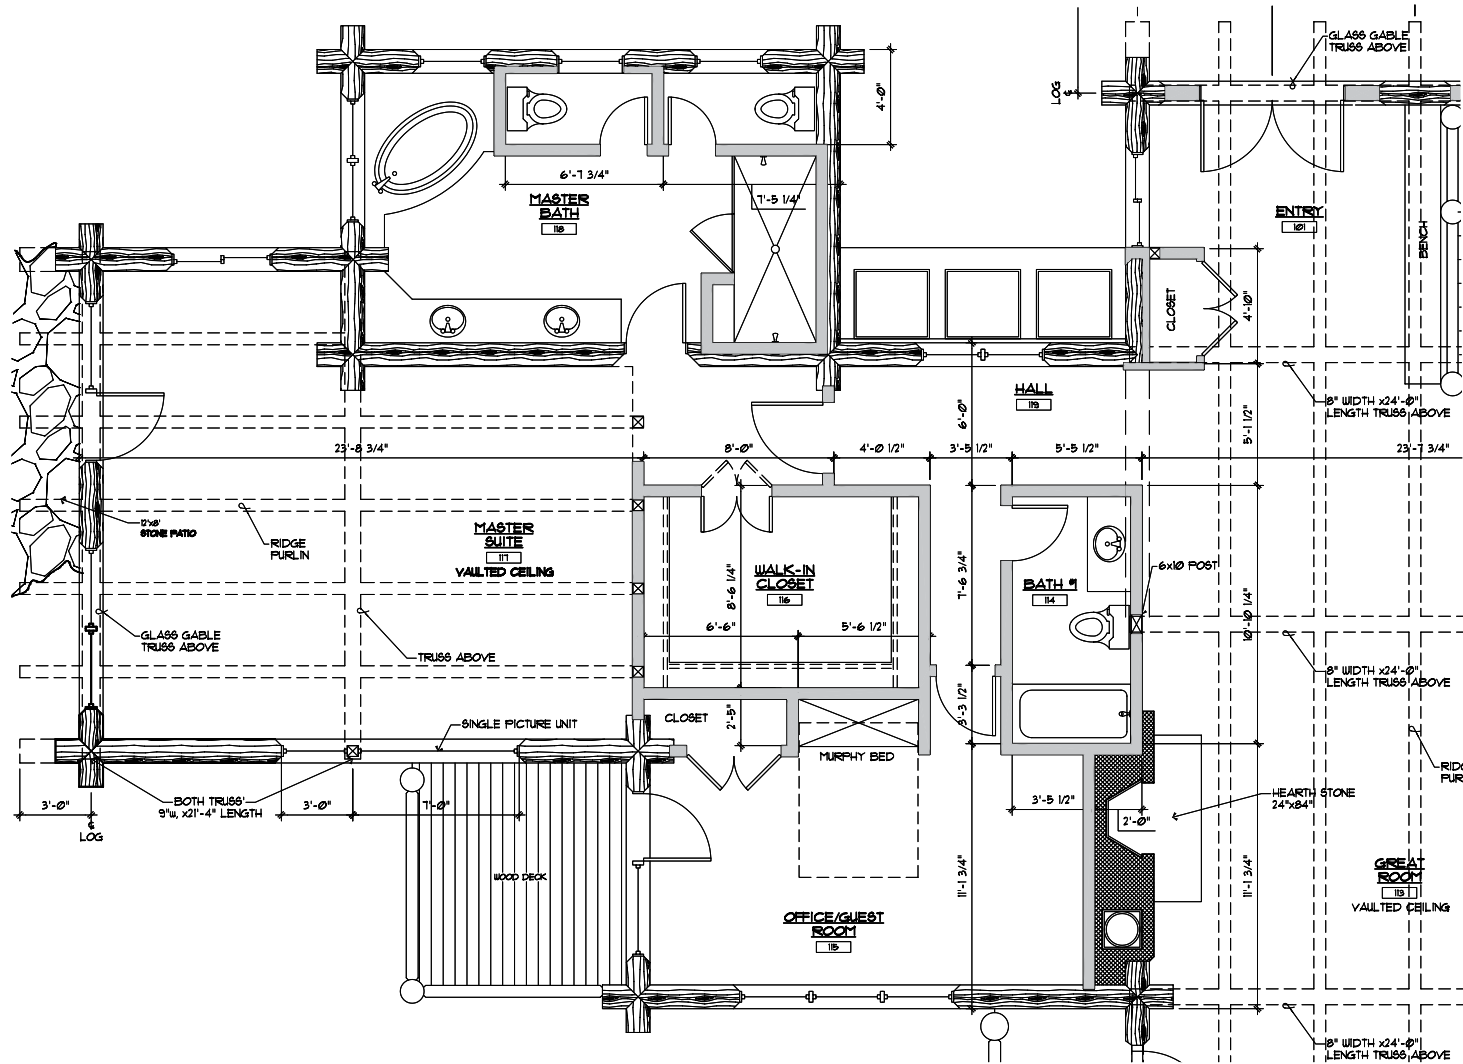 GLASS GABLE
TRUSS ABOVE
LOG
4'-0"
6'-7 3/4"
7'-5 1/4"
MASTER
BATH
118
ENTRY
101
BENCH
CLOSET
4'-10"
HALL
119
8" WIDTH x24'-0"
LENGTH TRUSS ABOVE
6'-0"
5'-1 1/2"
23'-8 3/4"
8'-0"
4'-0 1/2"
3'-5 1/2"
5'-5 1/2"
23'-7 3/4"
12'x8'
STONE PATIO
RIDGE
PURLIN
MASTER
SUITE
117
VAULTED CEILING
WALK-IN
CLOSET
116
8'-6 1/4"
7'-6 3/4"
BATH #1
114
6x10 POST
10'-10 1/4"
6'-6"
5'-6 1/2"
GLASS GABLE
TRUSS ABOVE
TRUSS ABOVE
8" WIDTH x24'-0"
LENGTH TRUSS ABOVE
SINGLE PICTURE UNIT
CLOSET
2'-5"
3'-3 1/2"
MURPHY BED
RIDG
PUR
3'-0"
BOTH TRUSS'
9"w, x21'-4" LENGTH
3'-0"
7'-0"
3'-5 1/2"
2'-0"
HEARTH STONE
24"x84"
LOG
WOOD DECK
11'-1 3/4"
11'-1 3/4"
GREAT
ROOM
113
VAULTED CEILING
OFFICE/GUEST
ROOM
115
8" WIDTH x24'-0"
LENGTH TRUSS ABOVE